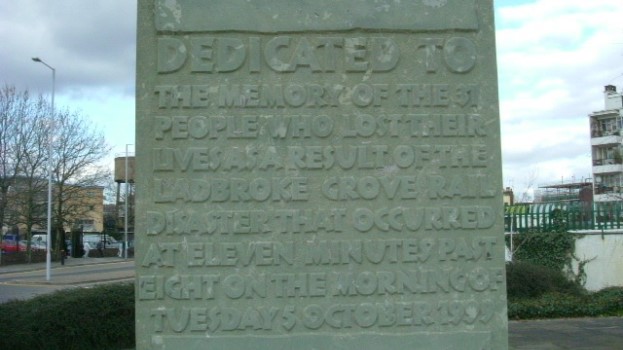 DEDICATED TO
THE MEMORY OF THE 31
PEOPLE WHO LOST THEIR
LIVES AS A RESULT OF THE
LADBROKE GROVE RAIL
DISASTER THAT OCCURRED
AT ELEVEN MINUTES PAST
EIGHT ON THE MORNING OF
TUESDAY 5 OCTOBER 1999